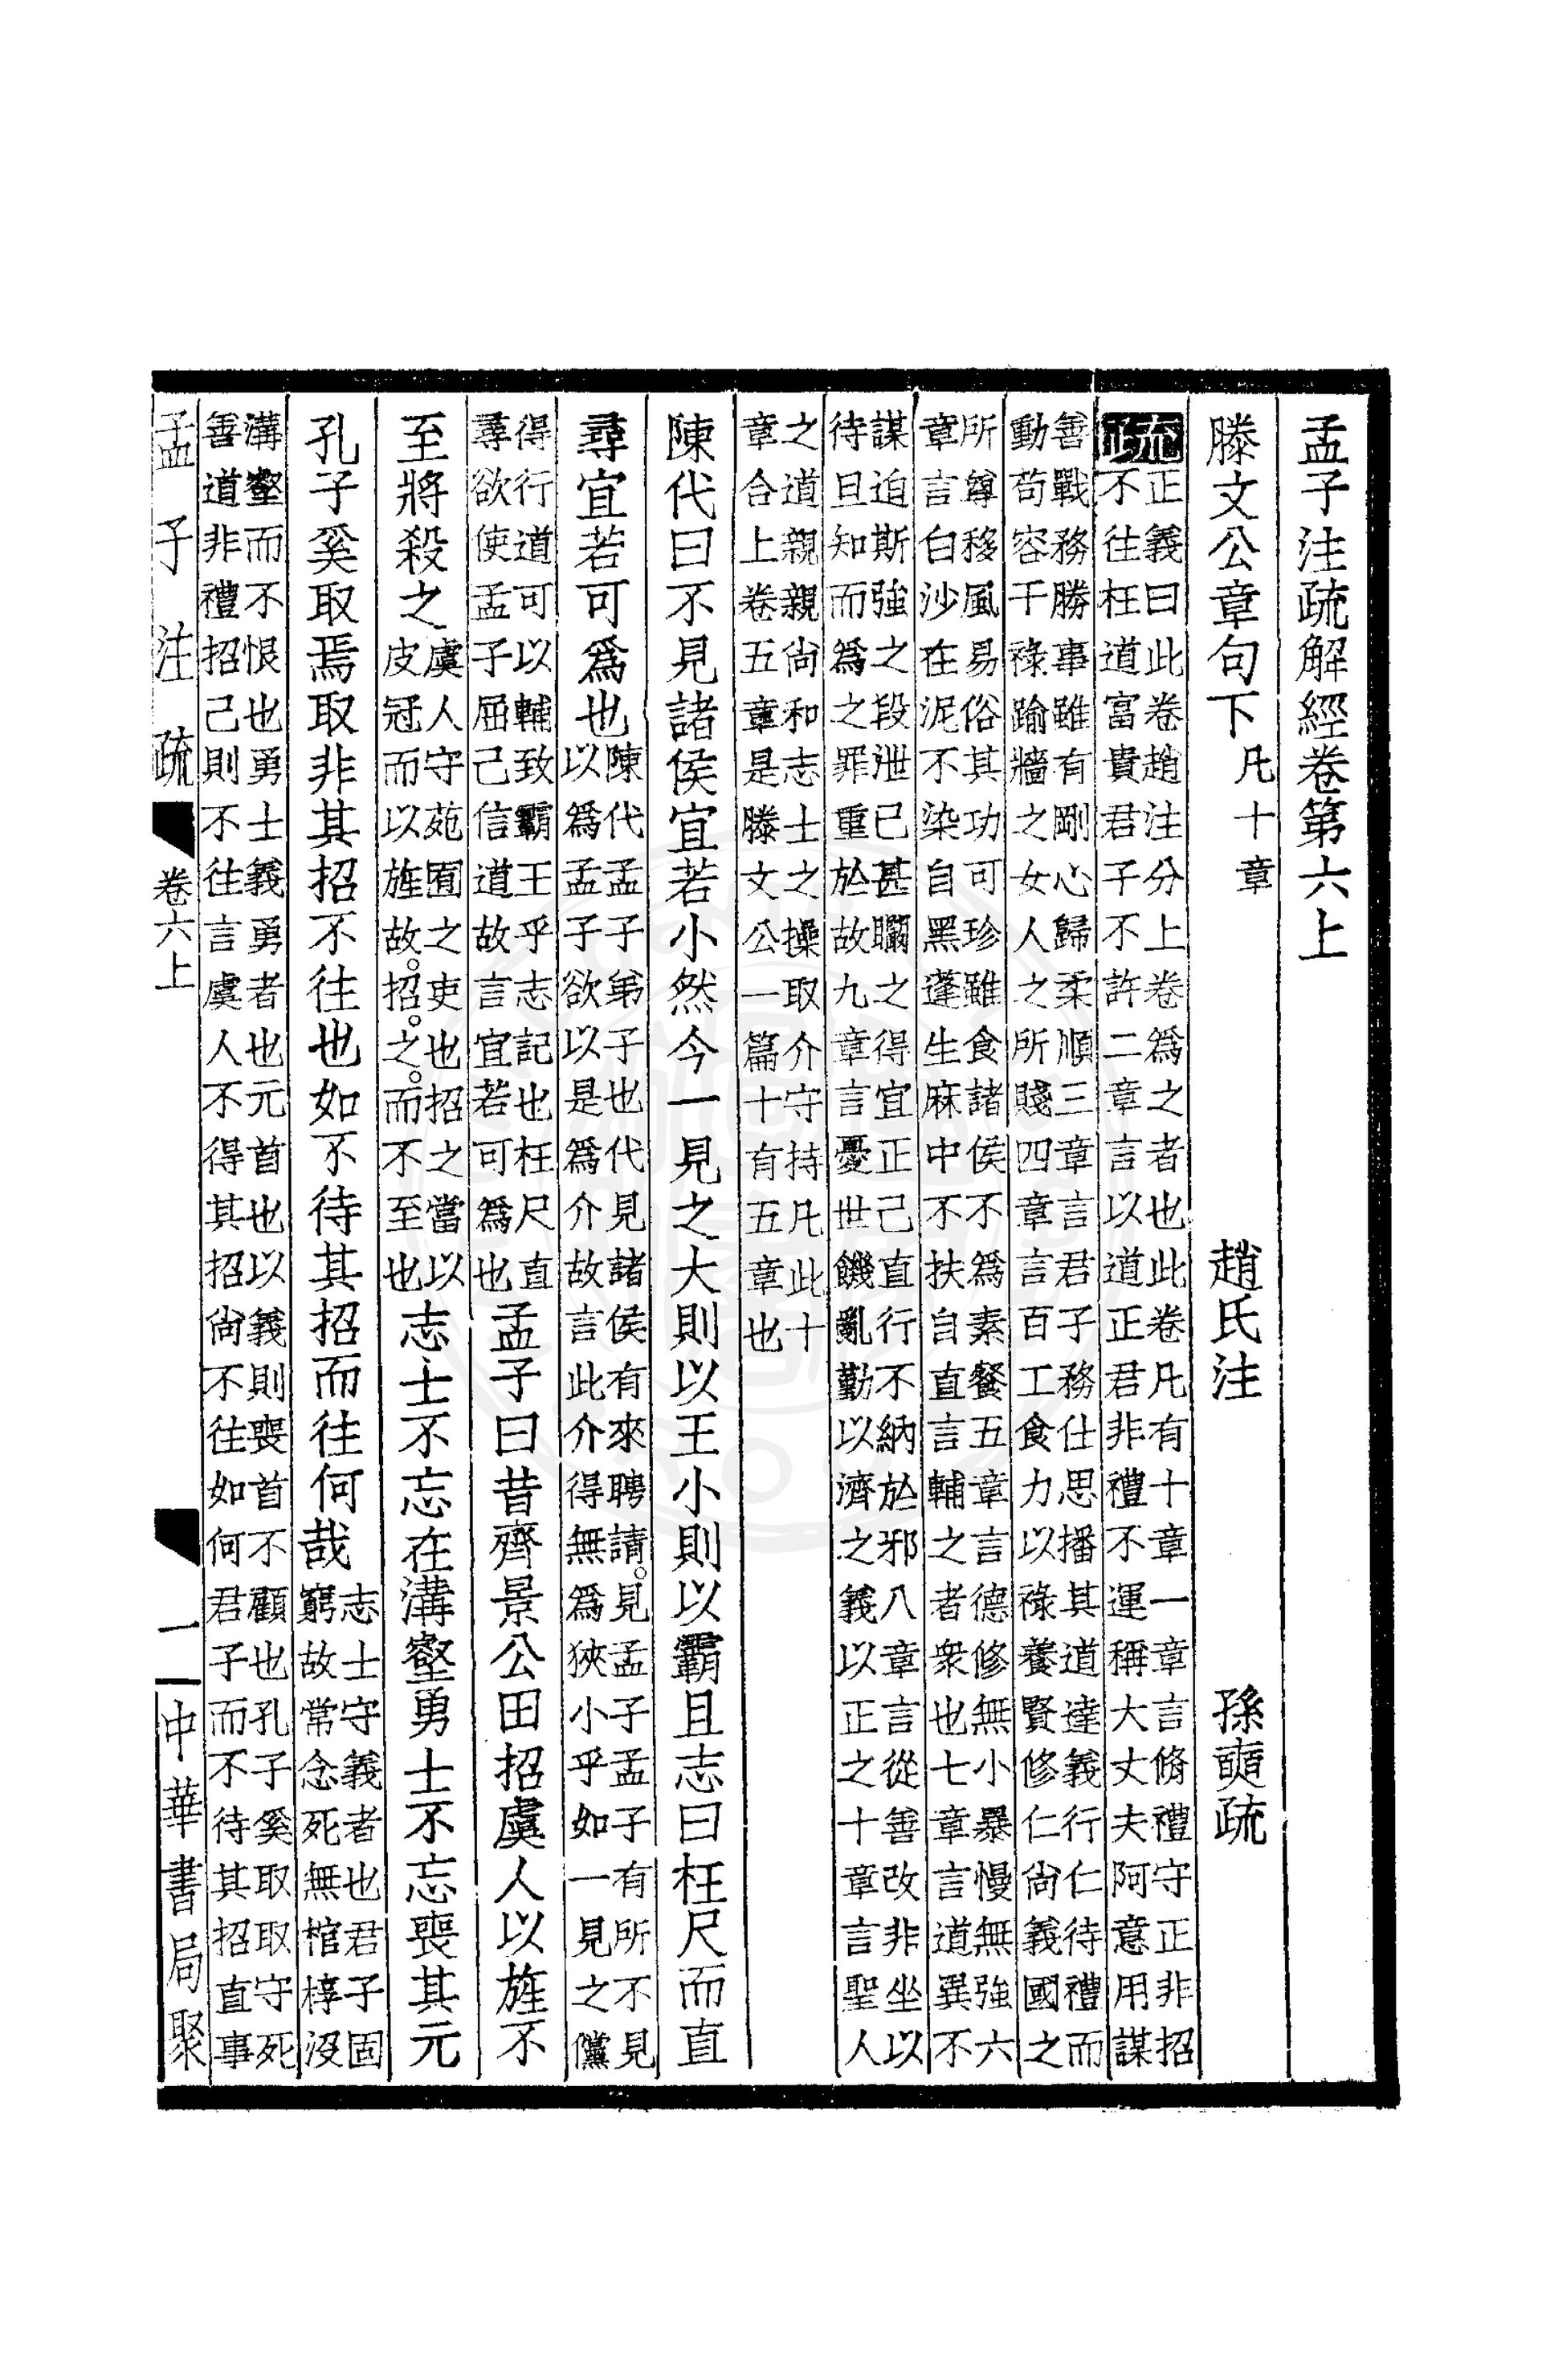 孟子注疏解經卷第六上
滕文公章句下凡十章 趙氏注 孫奭疏
疏正義曰此卷趙注分上卷爲之者也此卷凡有十章一章言脩禮守正非招
不往枉道富貴君子不許二章言以道正君非禮不運稱大丈夫阿意用謀
善戰務勝事雖有剛心歸柔順三章言君子務仕思播其道達義行仁待禮而
動苟容干祿踰牆之女人之所賤四章言百工食力以祿養賢修仁尙義國之
所尊移風易俗其功可珍雖食諸侯不爲素餐五章言德修無小暴慢無強六
章言白沙在泥不染自黑蓬生麻中不扶自直言輔之者衆也七章言道異不
謀迫斯強之段泄已甚矙之得宜正己直行不納於邪八章言從善改非坐以
待旦知而爲之罪重於故九章言憂世饑亂勤以濟之義以正之十章言聖人
之道親親尙和志士之操取介守持凡此十
章合上卷五章是滕文公一篇十有五章也
陳代曰不見諸侯宜若小然今一見之大則以王小則以霸且志曰枉尺而直
尋宜若可爲也陳代孟子弟子也代見諸侯有來聘請見孟子孟子有所不見
以爲孟子欲以是爲介故言此介得無爲狹小乎如一見之儻
得行道可以輔致霸王乎志記也枉尺直
尋欲使孟子屈己信道故言宜若可爲也孟子曰昔齊景公田招虞人以旌不
至將殺之虞人守苑囿之吏也招之當以
皮冠而以旌故招之而不至也志士不忘在溝壑勇士不忘喪其元
孔子奚取焉取非其招不往也如不待其招而往何哉志士守義者也君子固
窮故常念死無棺椁沒
溝壑而不恨也勇士義勇者也元首也以義則喪首不顧也孔子奚取取守死
善道非禮招己則不往言虞人不得其招尙不往如何君子而不待其招直事
孟子注疏 卷六上 一 中華書局聚